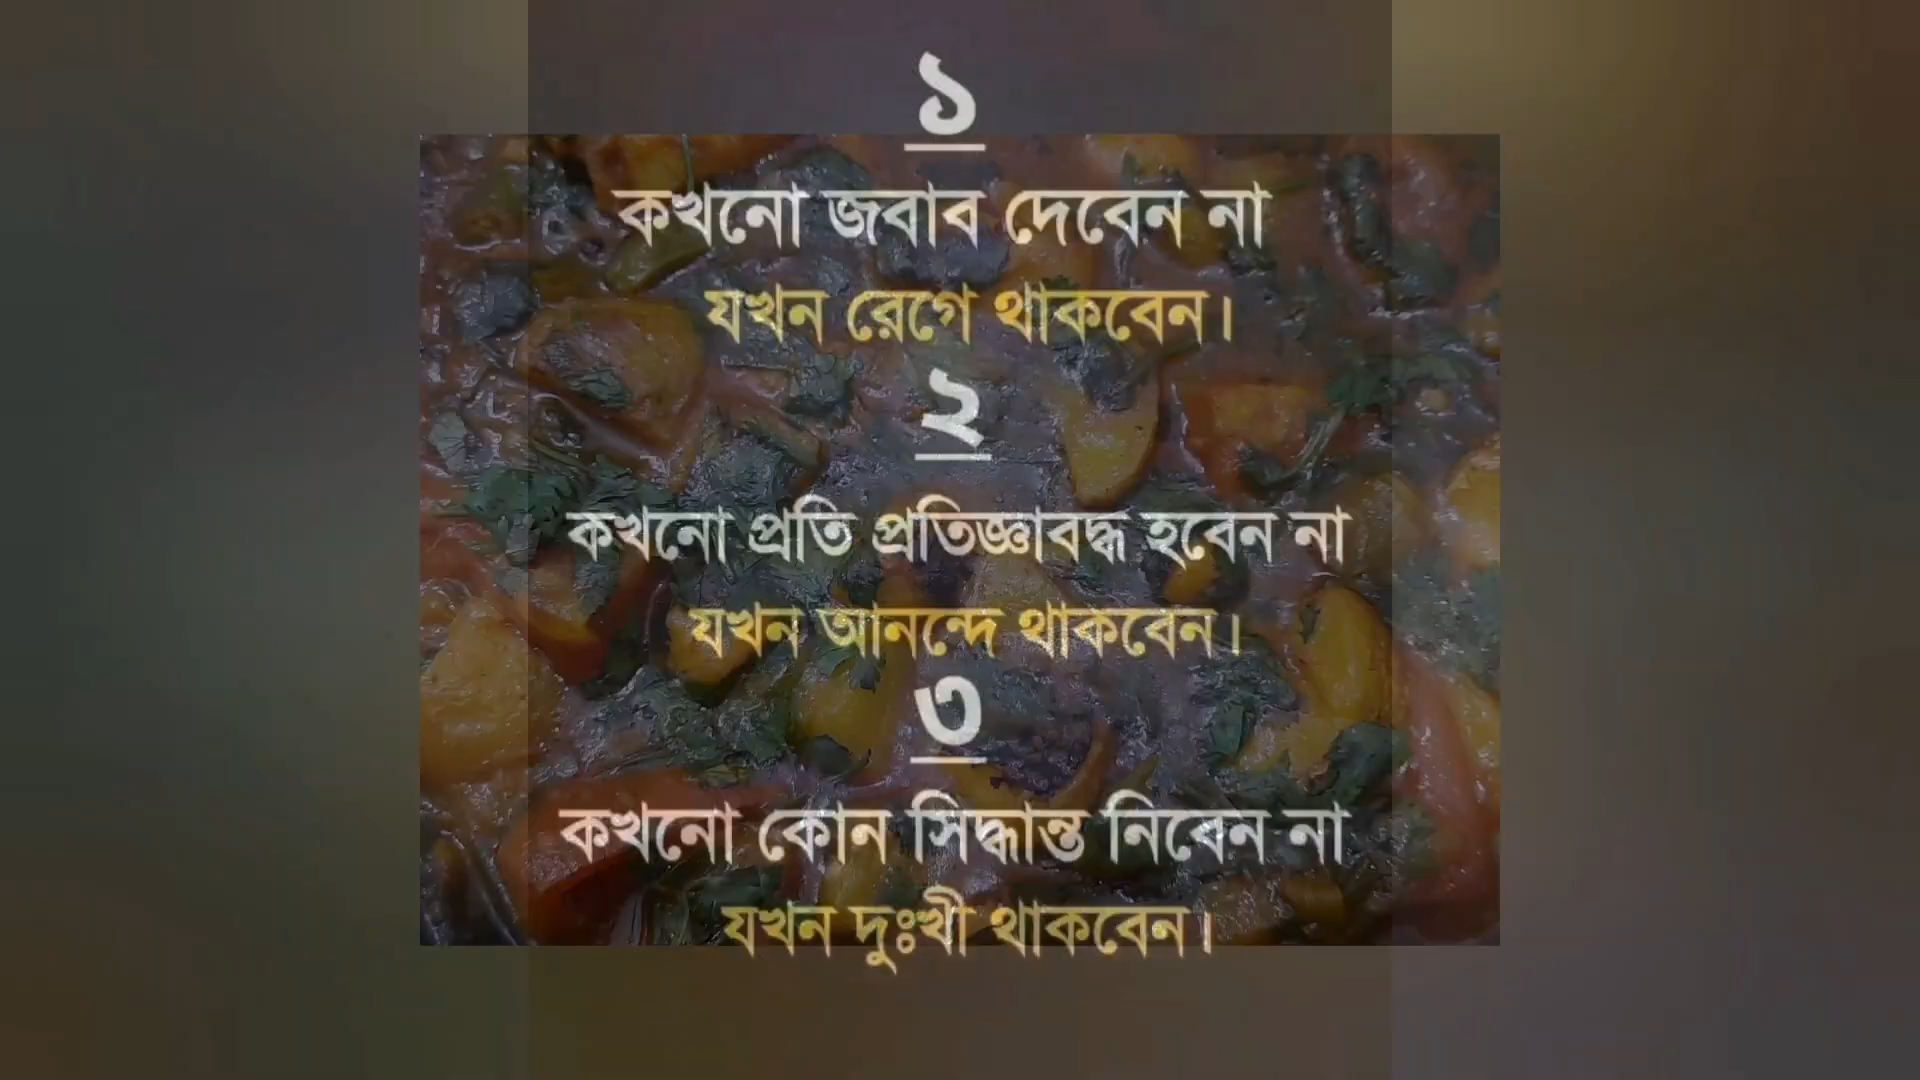 ১
কখনো জবাব দেবেন না
যখন রেগে থাকবেন।
২
কখনো প্রতি প্রতিজ্ঞাবদ্ধ হবেন না
যখন আনন্দে থাকবেন।
৩
কখনো কোন সিদ্ধান্ত নিবেন না
যখন দুঃখী থাকবেন।